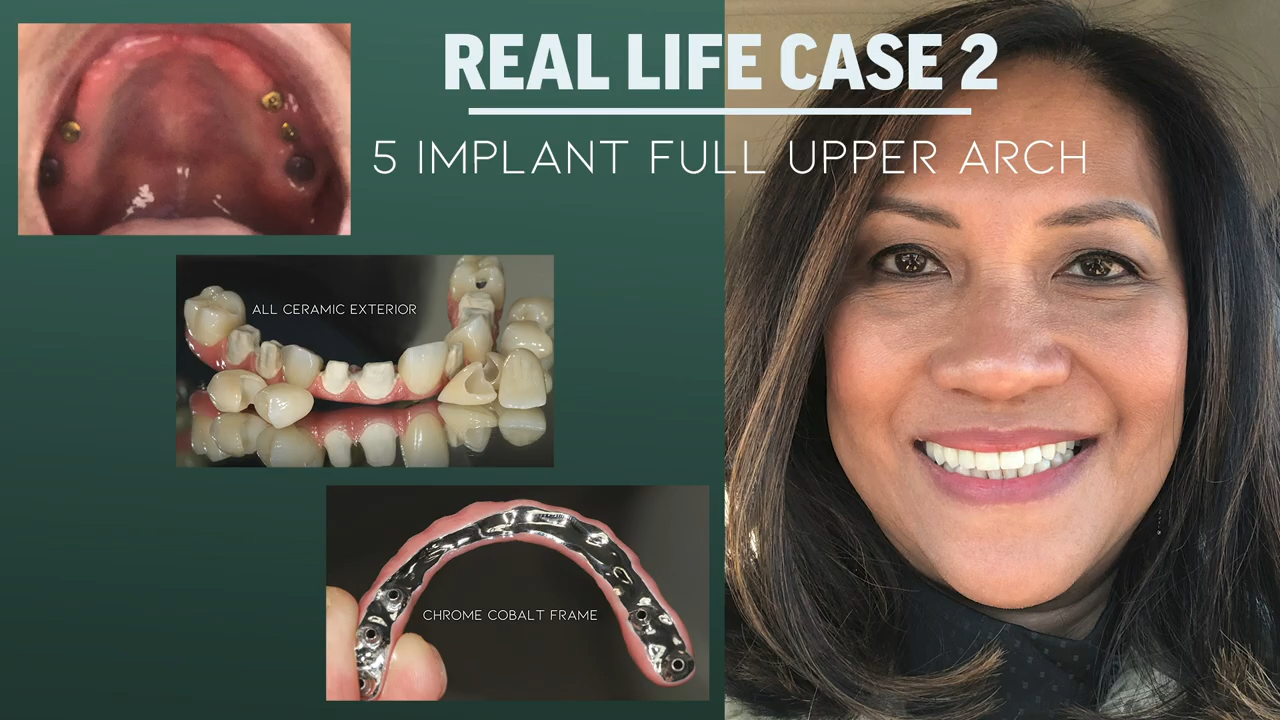 REAL LIFE CASE 2
5 IMPLANT FULL UPPER ARCH
ALL CERAMIC EXTERIOR
CHROME COBALT FRAME